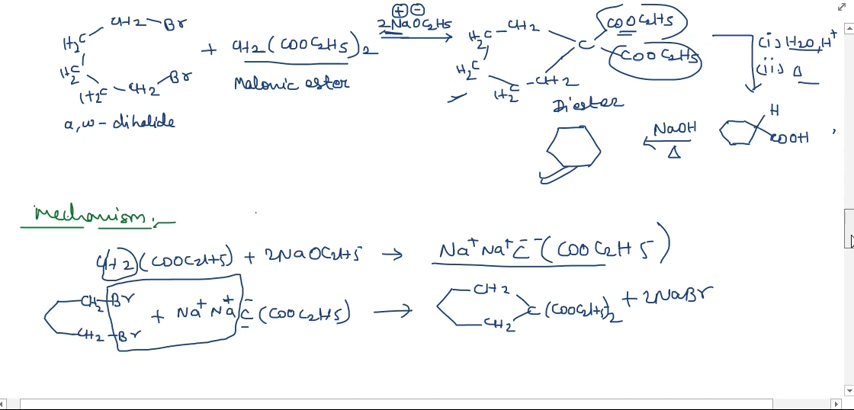 CH2-Br
H2C
H2C
H2C-CH2-Br
a,ω-dihalide
+ CH2(COOC2H5)2
Malonic ester
⊕ ⊖
2NaOC2H5
H2C-CH2
H2C
H2C-CH2
C
COOC2H5
COOC2H5
Diester
(i) H2O, H+
(ii) Δ
H
COOH
NaOH
Δ
Mechanism:
CH2(COOC2H5) + 2NaOC2H5 → Na+Na+C-(COOC2H5)
CH2-Br
CH2-Br
+ Na+Na+C(COOC2H5) →
CH2
CH2
C(COOC2H5)2 + 2NaBr